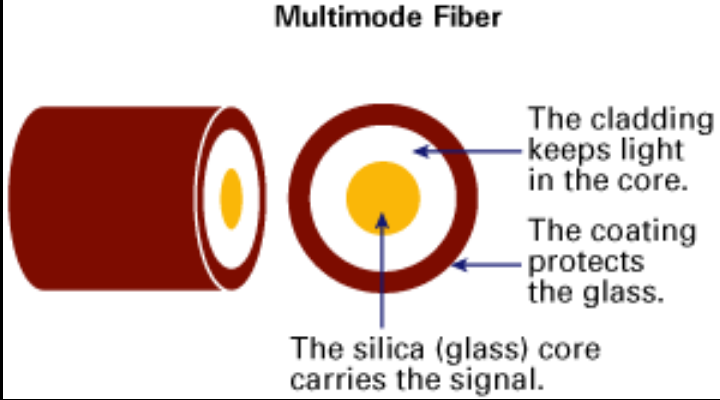 Multimode Fiber
The cladding
keeps light
in the core.
The coating
protects
the glass.
The silica (glass) core
carries the signal.